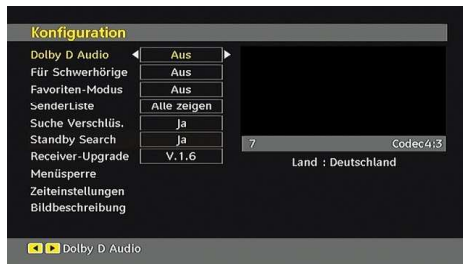 Konfiguration
Dolby D Audio Aus
Für Schwerhörige Aus
Favoriten-Modus Aus
SenderListe Alle zeigen
Suche Verschlüs. Ja
Standby Search Ja
Receiver-Upgrade V.1.6
Menüsperre
Zeiteinstellungen
Bildbeschreibung
7 Codec4:3
Land : Deutschland
Dolby D Audio